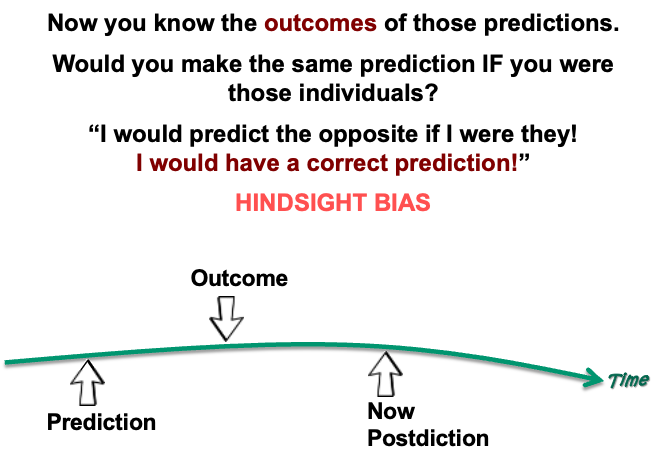 Now you know the outcomes of those predictions.
Would you make the same prediction IF you were
those individuals?
“I would predict the opposite if I were they!
I would have a correct prediction!”
HINDSIGHT BIAS
Outcome
Time
Prediction
Now
Postdiction